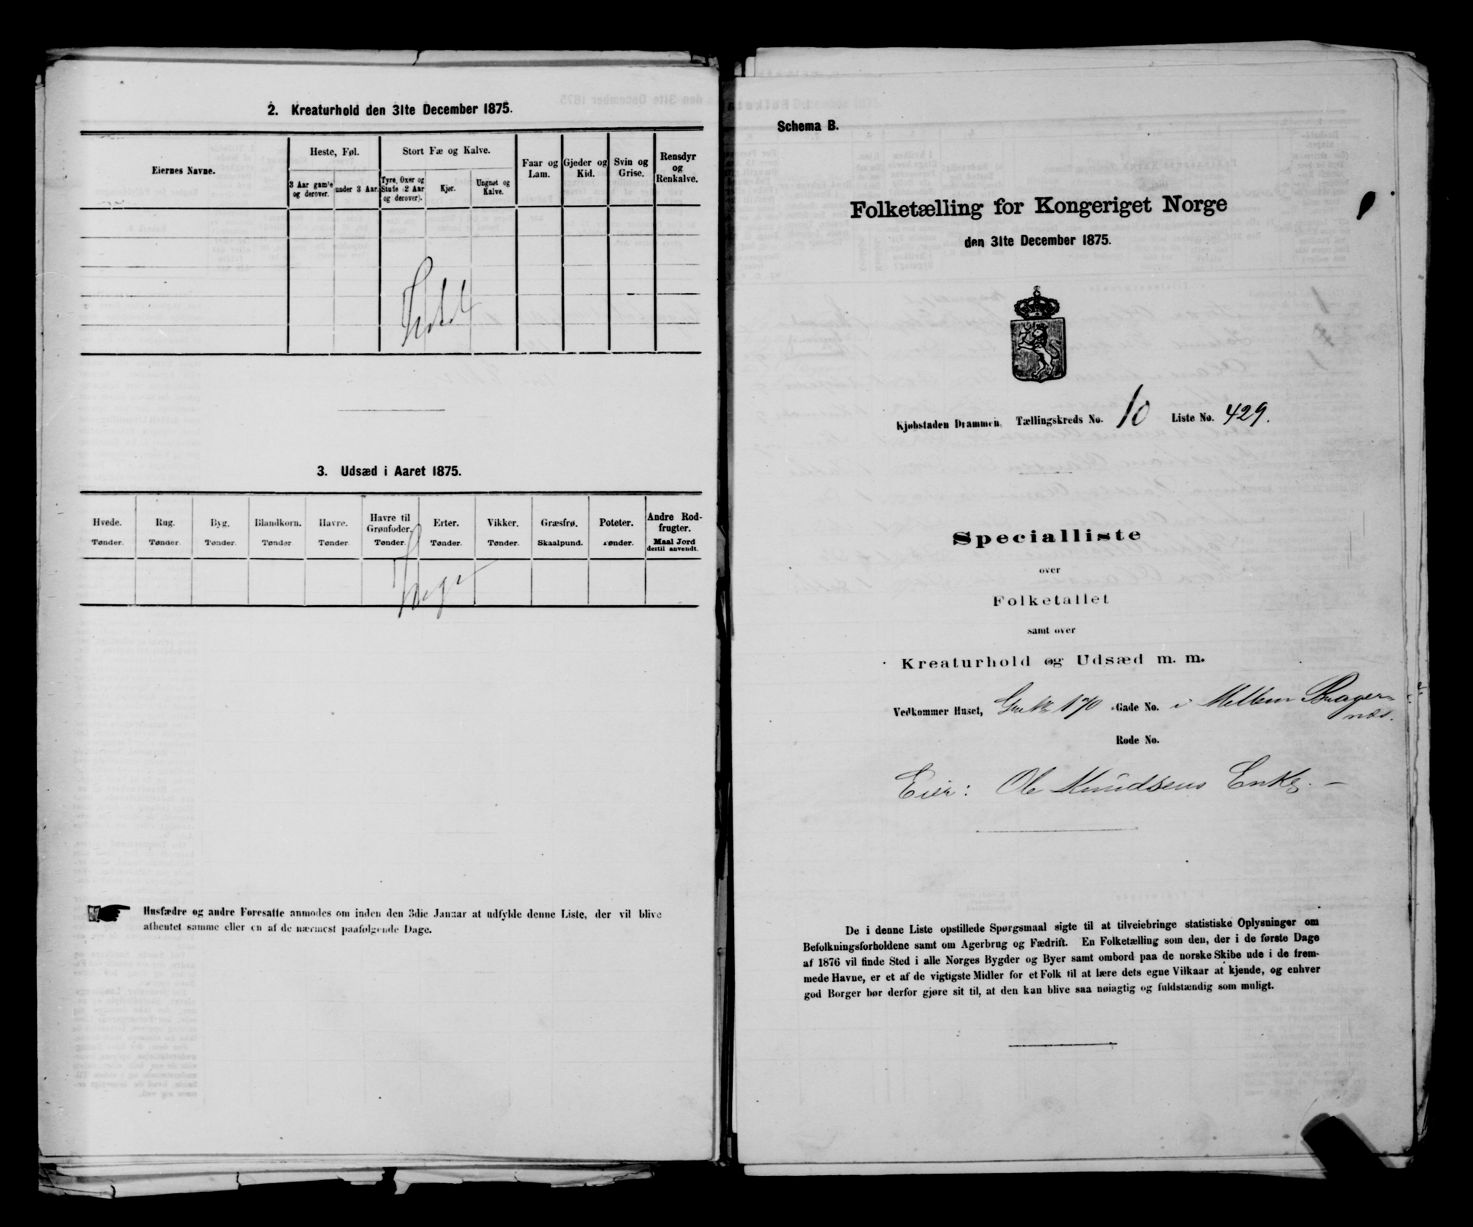 2. Kreaturhold den 31te December 1875.
Eiernes Navne.
Heste, Føl.
Stort Fæ og Kalve.
Faar og Lam.
Gjeder og Kid.
Svin og Grise.
Rensdyr og Renkalve.
3 Aar gamle og derover.
under 3 Aar.
Tyre, Oxer og Stute (2 Aar og derover).
Kjør.
Ungnøt og Kalve.
3. Udsæd i Aaret 1875.
Hvede. Rug. Byg. Blandkorn. Havre. Havre til Grønfoder. Erter. Vikker. Græsfrø. Poteter. Andre Rodfrugter.
Tønder. Tønder. Tønder. Tønder Tønder. Tønder. Tønder. Tønder. Skaalpund. Tønder. Maal Jord dertil anvendt.
Husfædre og andre Foresatte anmodes om inden den 3die Januar at udfylde denne Liste, der vil blive
afhentet samme eller en af de nærmest paafølgende Dage.
Schema B.
Folketælling for Kongeriget Norge
den 31te December 1875.
Kjøbstaden Drammen. Tællingskreds No. 10 Liste No. 429.
Specialliste
over
Folketallet
samt over
Kreaturhold og Udsæd m. m.
Vedkommer Huset, 170 Gade No. i Mellem Bragernæs.
Rode No.
Eier: Ole Knudsens Enke. –
De i denne Liste opstillede Spørgsmaal sigte til at tilveiebringe statistiske Oplysninger om
Befolkningsforholdene samt om Agerbrug og Fædrift. En Folketælling som den, der i de første Dage
af 1876 vil finde Sted i alle Norges Bygder og Byer samt ombord paa de norske Skibe ude i de frem-
mede Havne, er et af de vigtigste Midler for et Folk til at lære dets egne Vilkaar at kjende, og enhver
god Borger bør derfor gjøre sit til, at den kan blive saa nøiagtig og fuldstændig som muligt.